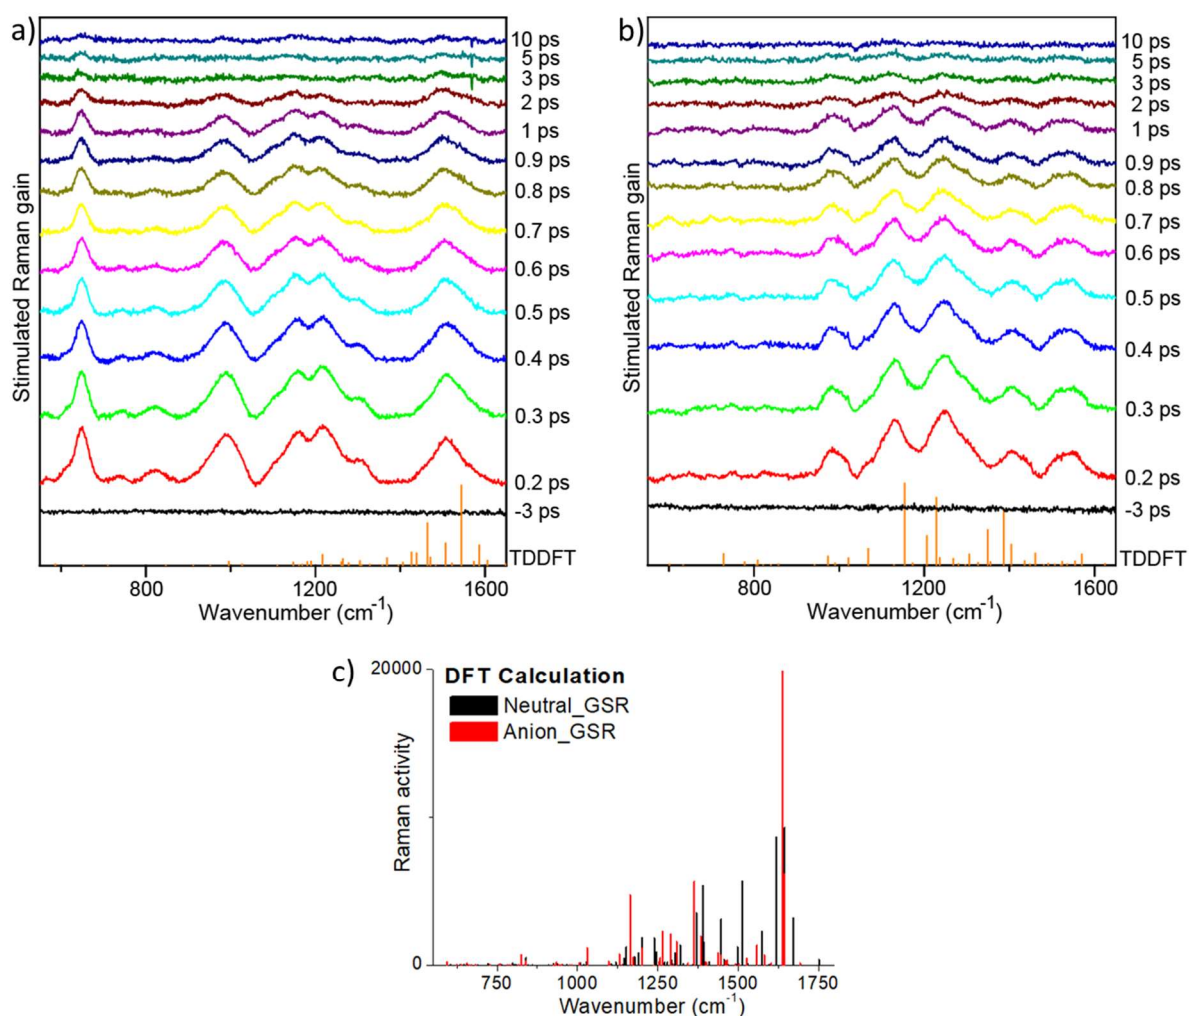 a)
Stimulated Raman gain
10 ps
5 ps
3 ps
2 ps
1 ps
0.9 ps
0.8 ps
0.7 ps
0.6 ps
0.5 ps
0.4 ps
0.3 ps
0.2 ps
-3 ps
TDDFT
800
1200
1600
Wavenumber (cm⁻¹)
b)
Stimulated Raman gain
10 ps
5 ps
3 ps
2 ps
1 ps
0.9 ps
0.8 ps
0.7 ps
0.6 ps
0.5 ps
0.4 ps
0.3 ps
0.2 ps
-3 ps
TDDFT
800
1200
1600
Wavenumber (cm⁻¹)
c)
20000
0
Raman activity
DFT Calculation
Neutral_GSR
Anion_GSR
750
1000
1250
1500
1750
Wavenumber (cm⁻¹)